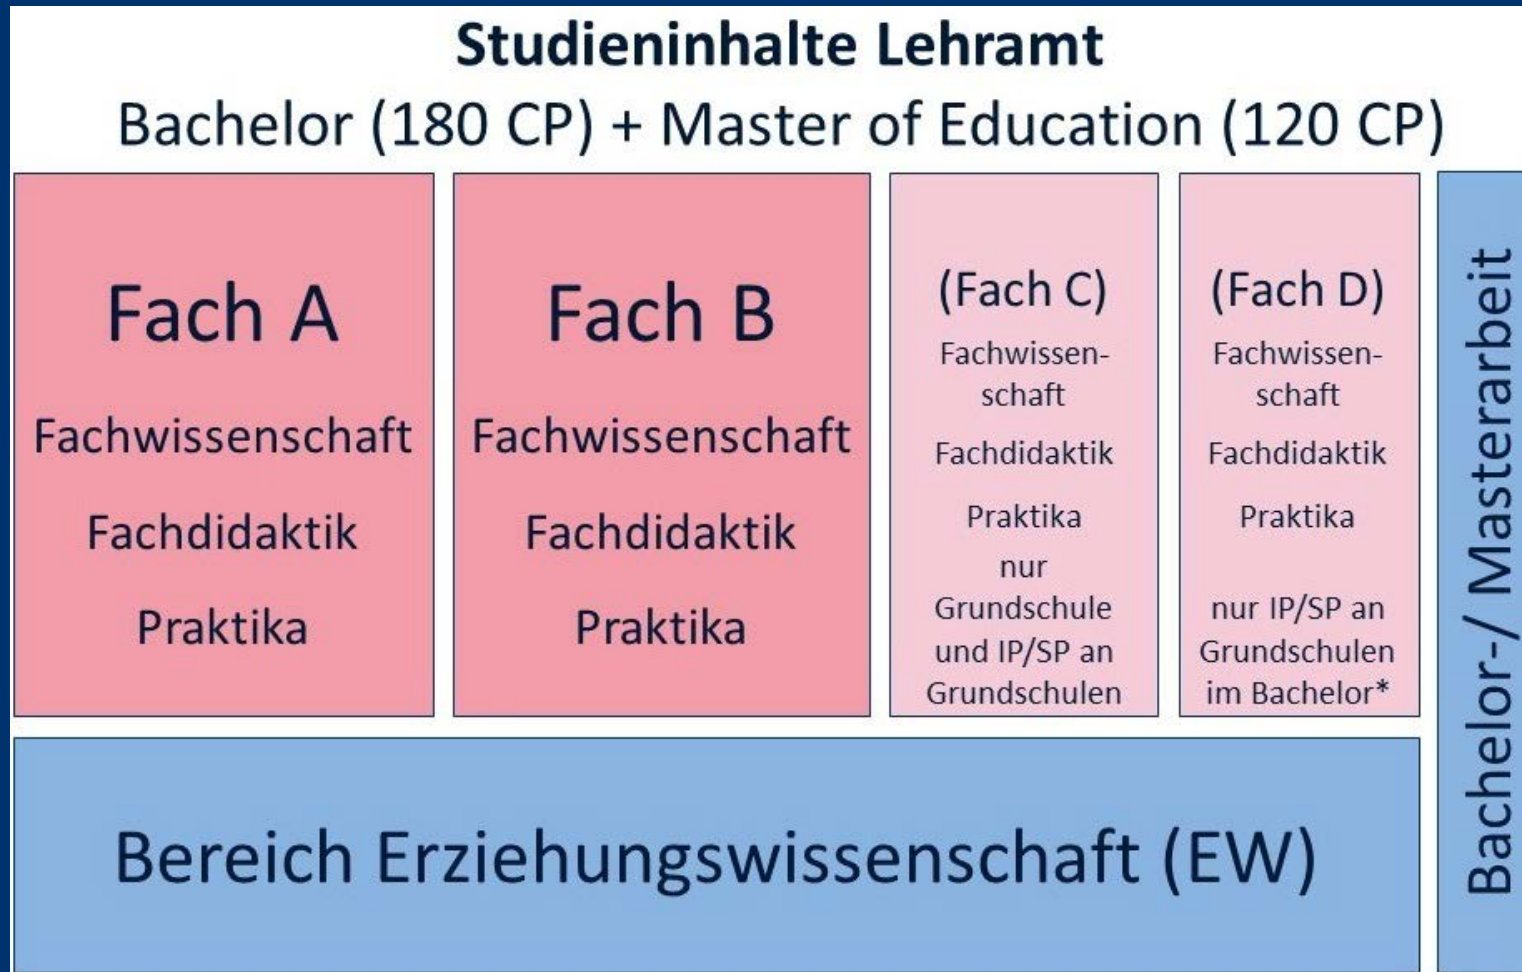 Studieninhalte Lehramt
Bachelor (180 CP) + Master of Education (120 CP)
Fach A
Fachwissenschaft
Fachdidaktik
Praktika
Fach B
Fachwissenschaft
Fachdidaktik
Praktika
(Fach C)
Fachwissen-
schaft
Fachdidaktik
Praktika
nur
Grundschule
und IP/SP an
Grundschulen
(Fach D)
Fachwissen-
schaft
Fachdidaktik
Praktika
nur IP/SP an
Grundschulen
im Bachelor*
Bachelor-/ Masterarbeit
Bereich Erziehungswissenschaft (EW)